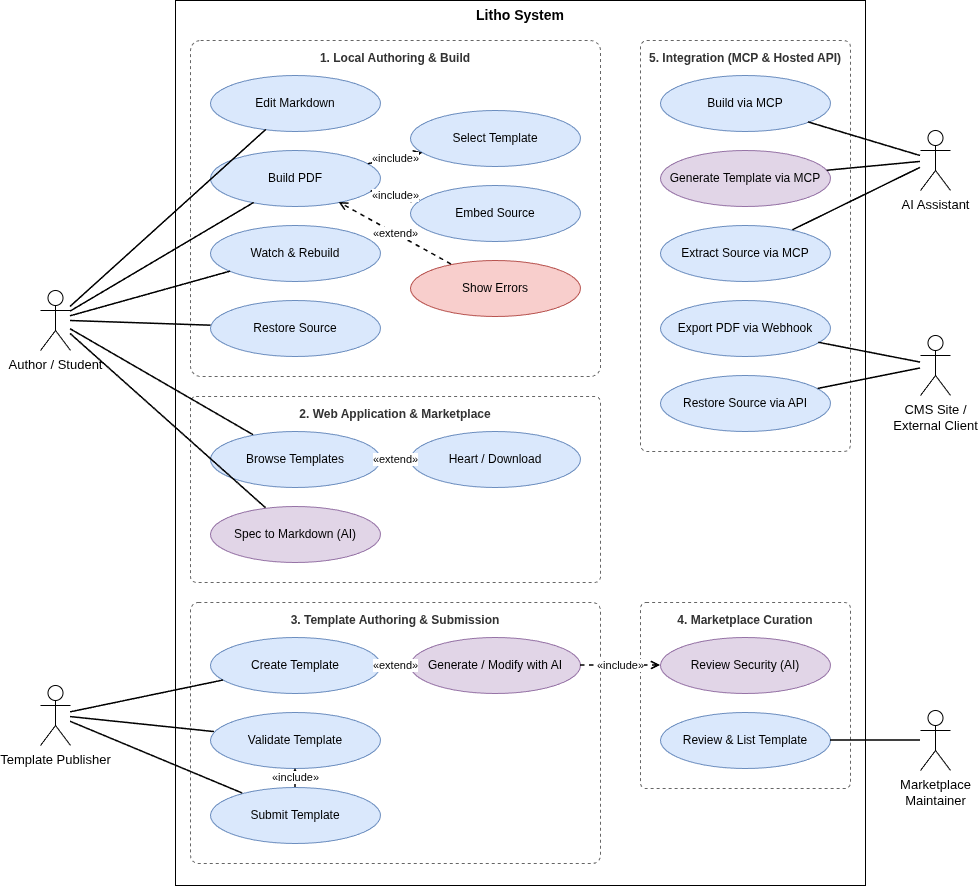 Litho System
1. Local Authoring & Build
Edit Markdown
Build PDF
Watch & Rebuild
Restore Source
Select Template
Embed Source
Show Errors
«include»
«include»
«extend»
Author / Student
2. Web Application & Marketplace
Browse Templates
«extend»
Heart / Download
Spec to Markdown (AI)
3. Template Authoring & Submission
Create Template
«extend»
Generate / Modify with AI
«include»
Validate Template
«include»
Submit Template
Template Publisher
4. Marketplace Curation
Review Security (AI)
Review & List Template
Marketplace
Maintainer
5. Integration (MCP & Hosted API)
Build via MCP
Generate Template via MCP
Extract Source via MCP
Export PDF via Webhook
Restore Source via API
AI Assistant
CMS Site /
External Client